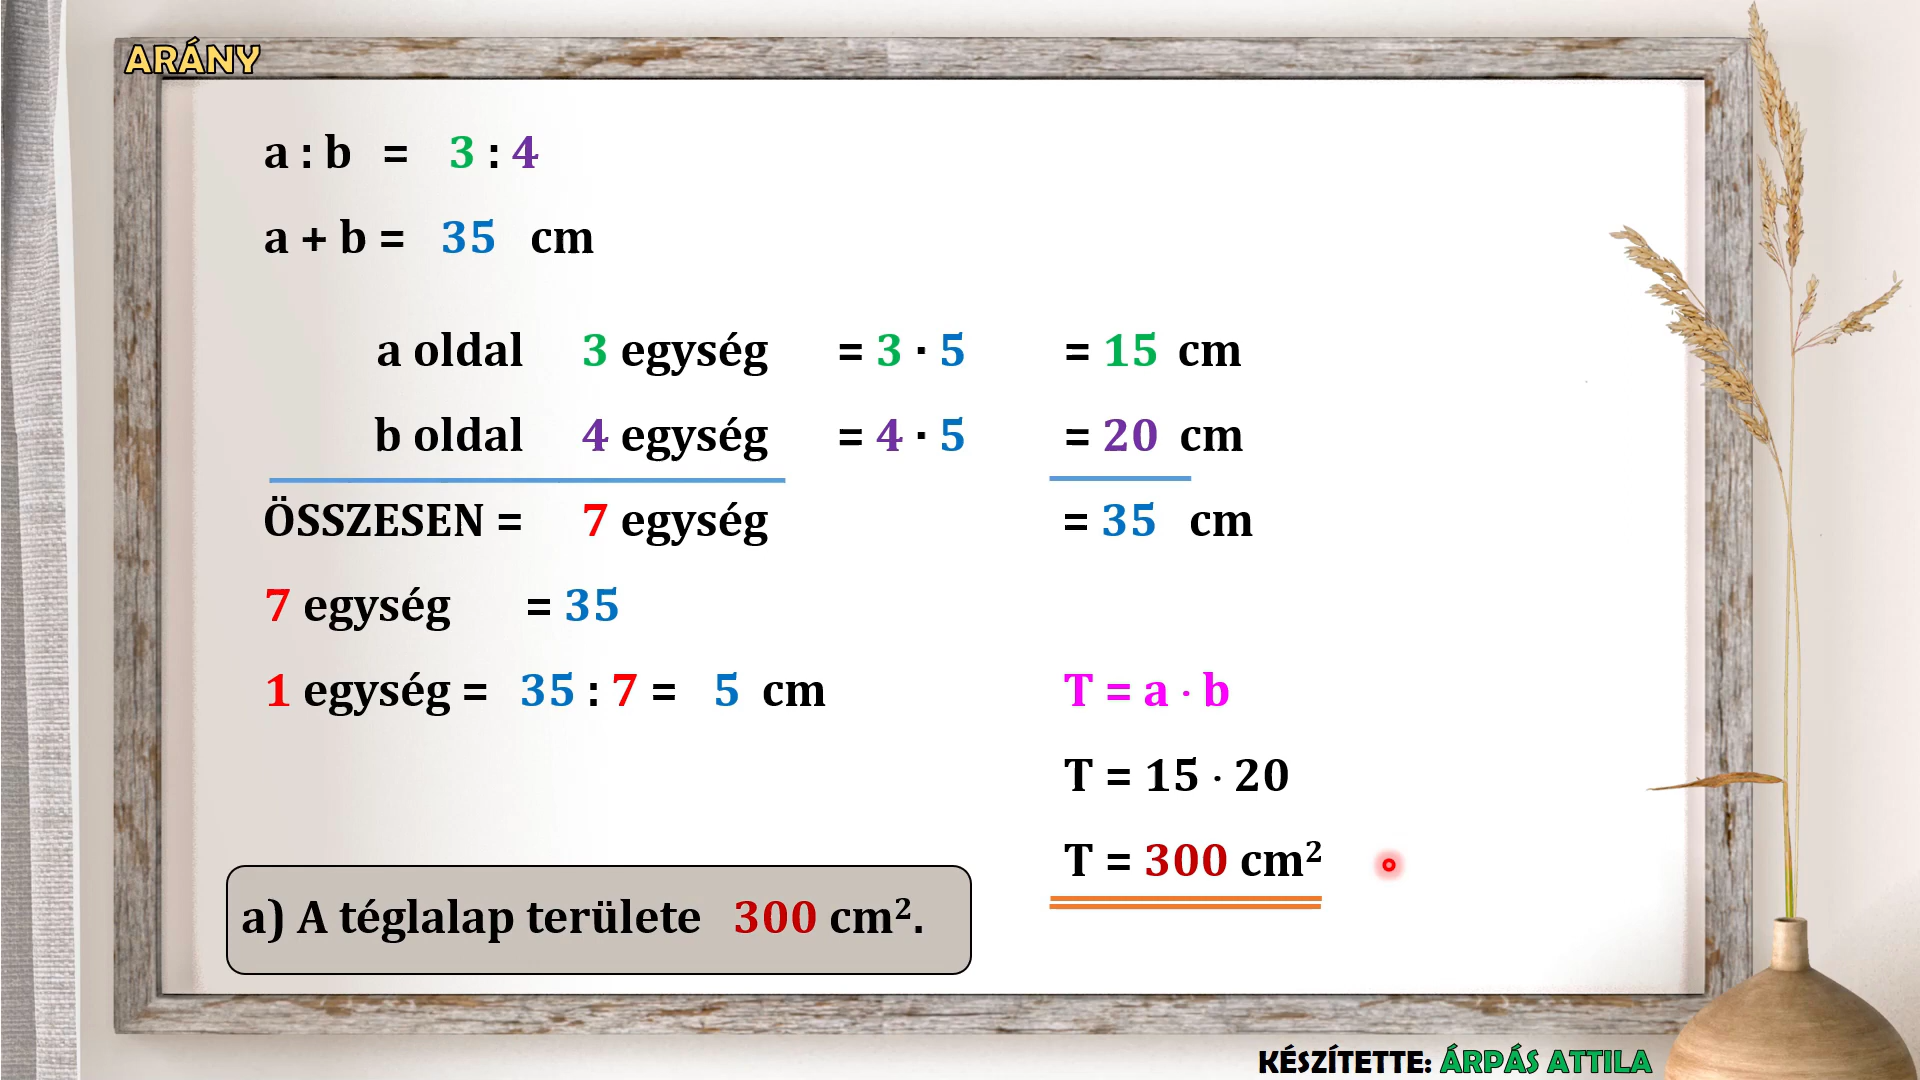 ARÁNY
a : b = 3 : 4
a + b = 35 cm
a oldal 3 egység = 3 · 5 = 15 cm
b oldal 4 egység = 4 · 5 = 20 cm
ÖSSZESEN = 7 egység = 35 cm
7 egység = 35
1 egység = 35 : 7 = 5 cm
T = a · b
T = 15 · 20
T = 300 cm²
a) A téglalap területe 300 cm².
KÉSZÍTETTE: ÁRPÁS ATTILA